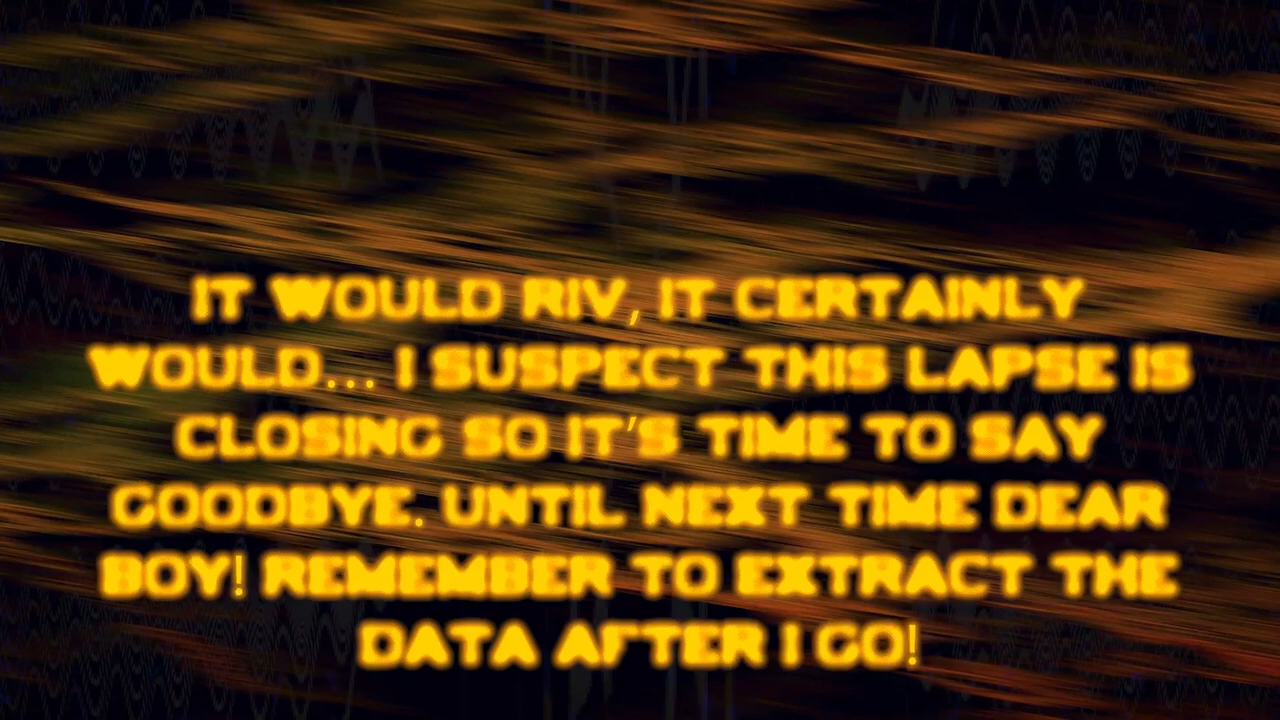 IT WOULD RIV, IT CERTAINLY
WOULD... I SUSPECT THIS LAPSE IS
CLOSING SO IT'S TIME TO SAY
GOODBYE. UNTIL NEXT TIME DEAR
BOY! REMEMBER TO EXTRACT THE
DATA AFTER I GO!